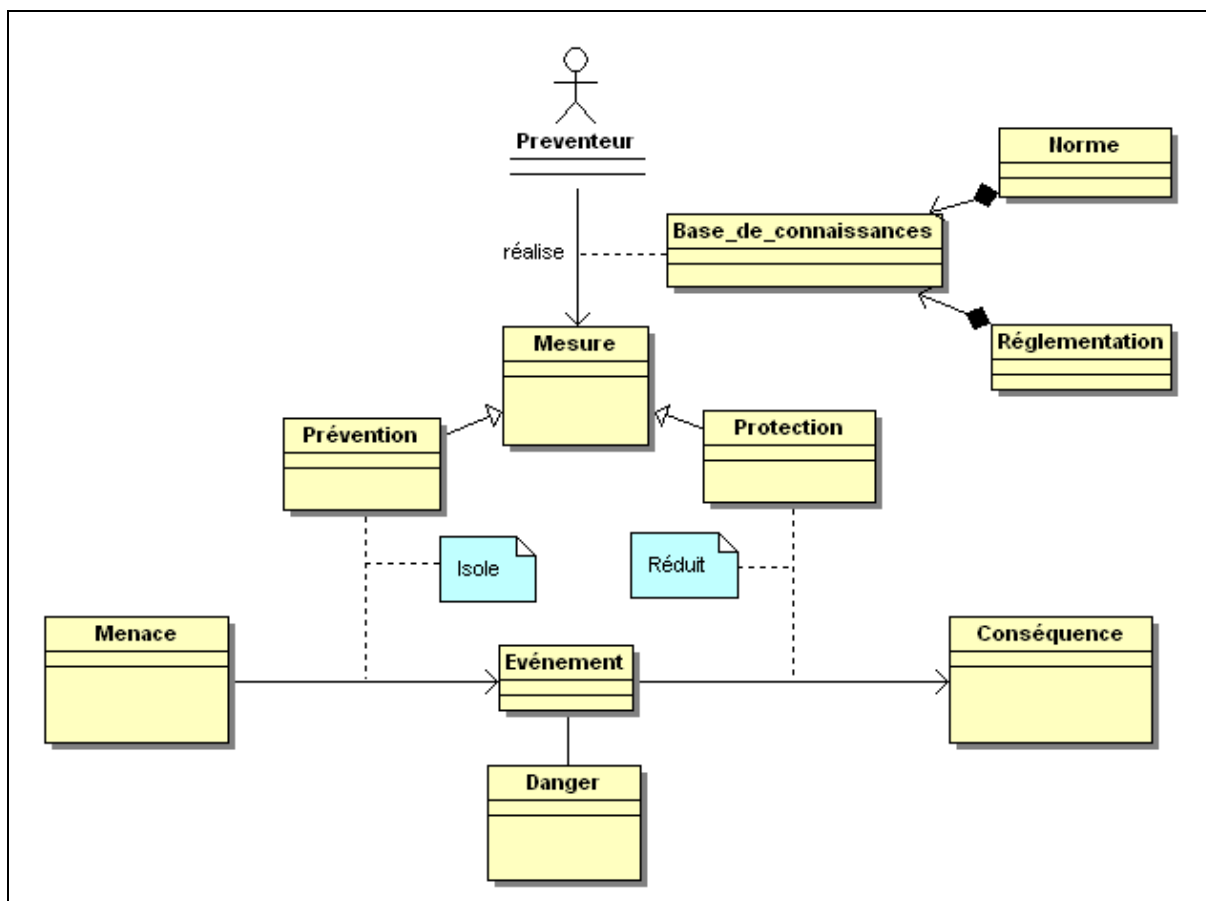 Preventeur
Norme
Base_de_connaissances
réalise
Mesure
Réglementation
Prévention
Protection
Isole
Réduit
Menace
Evénement
Conséquence
Danger